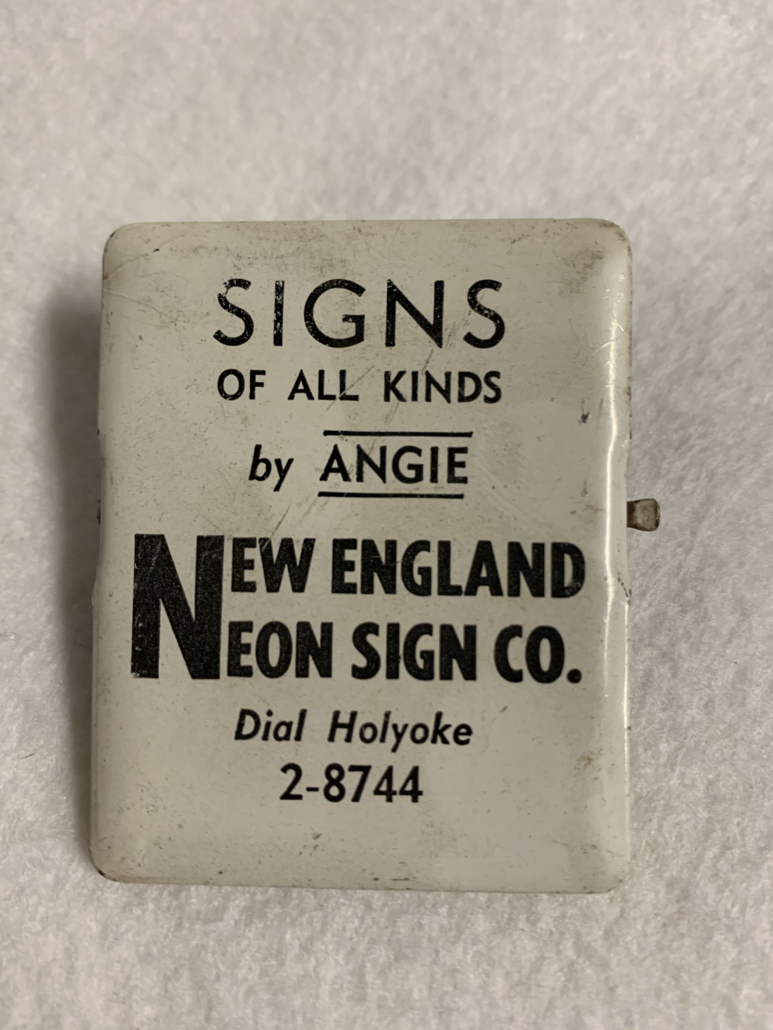 SIGNS
OF ALL KINDS
by ANGIE
NEW ENGLAND
NEON SIGN CO.
Dial Holyoke
2-8744